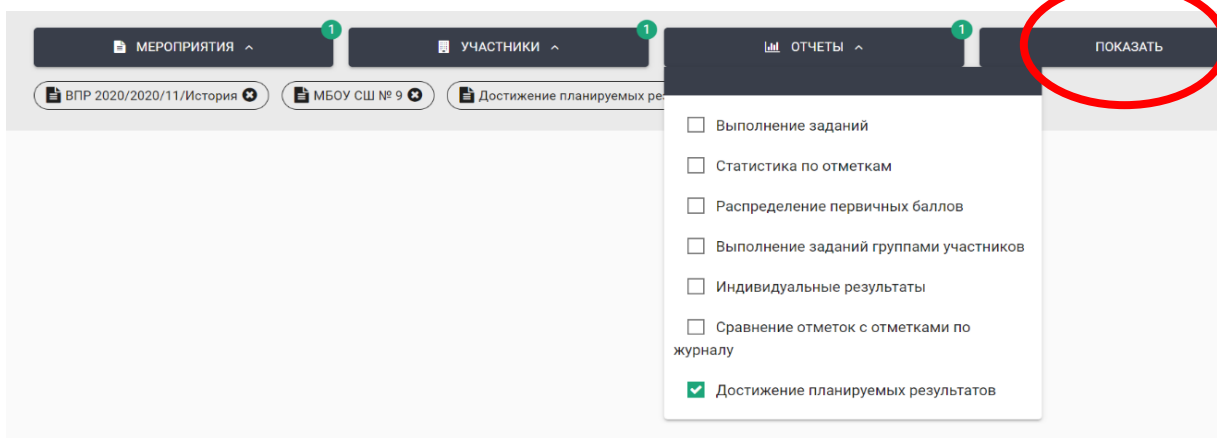 1 1 1
МЕРОПРИЯТИЯ УЧАСТНИКИ ОТЧЕТЫ ПОКАЗАТЬ
ВПР 2020/2020/11/История МБОУ СШ № 9 Достижение планируемых ре
Выполнение заданий
Статистика по отметкам
Распределение первичных баллов
Выполнение заданий группами участников
Индивидуальные результаты
Сравнение отметок с отметками по
журналу
Достижение планируемых результатов